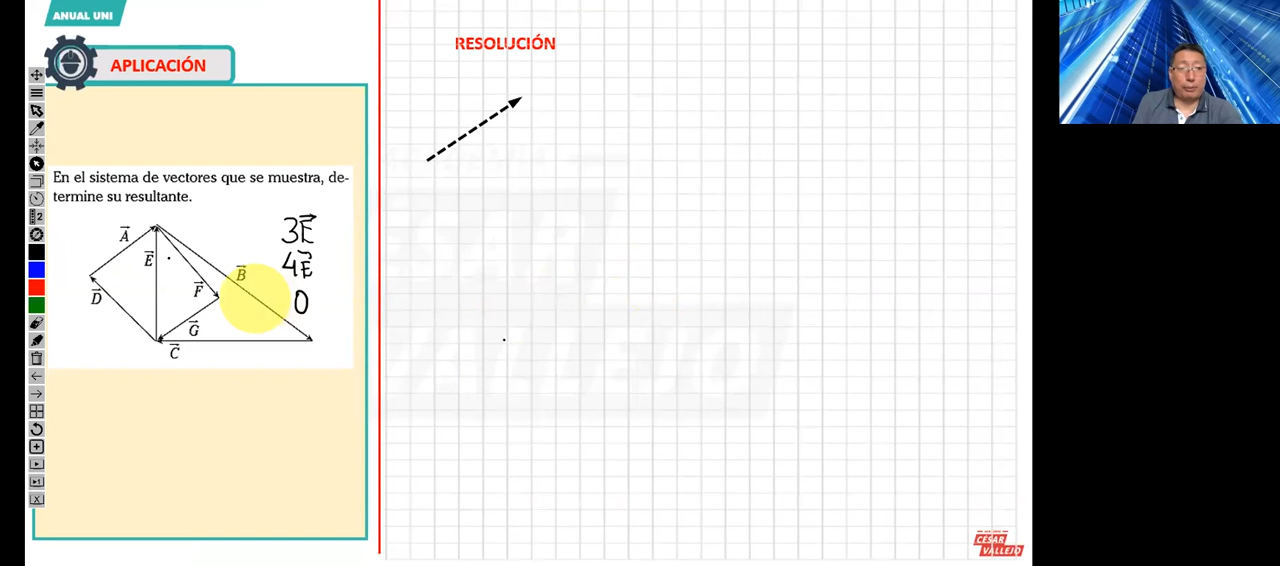 ANUAL UNI
APLICACIÓN
RESOLUCIÓN
En el sistema de vectores que se muestra, de-
termine su resultante.
A
E
B
D
F
G
C
3E
4E
0
2
CÉSAR
VALLEJO